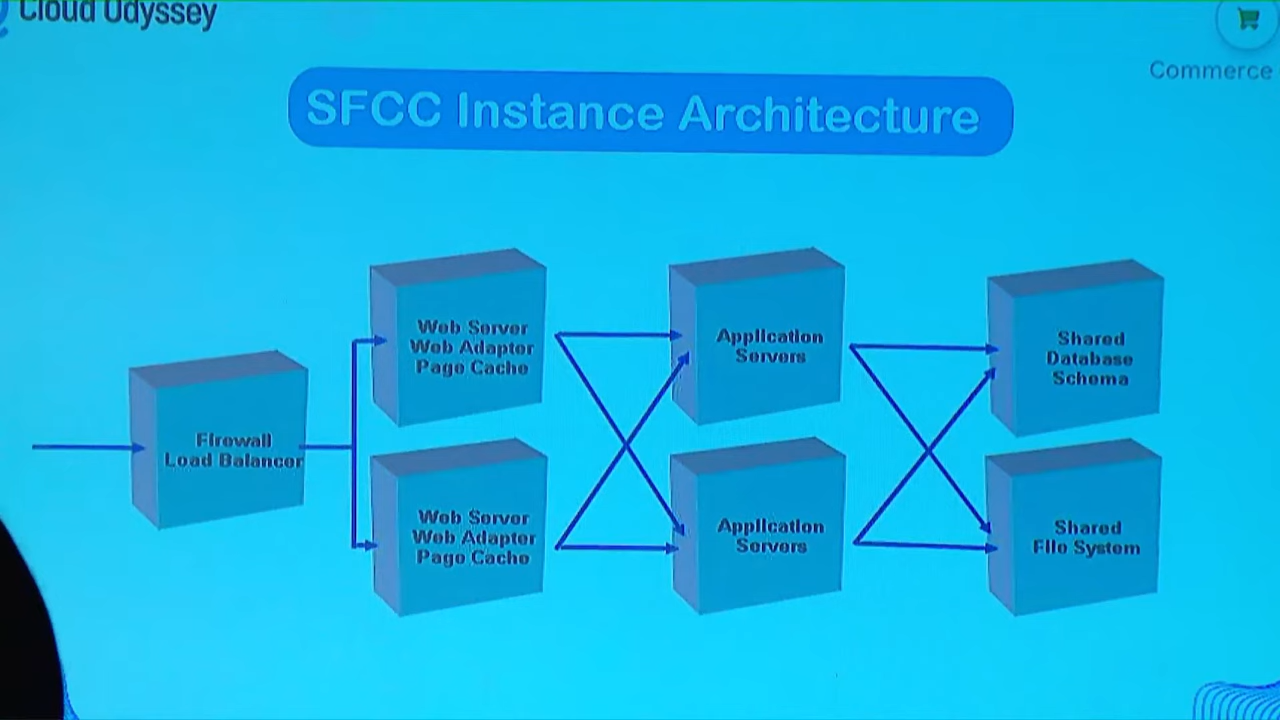 Cloud Odyssey
Commerce
SFCC Instance Architecture
Firewall
Load Balancer
Web Server
Web Adapter
Page Cache
Web Server
Web Adapter
Page Cache
Application
Servers
Application
Servers
Shared
Database
Schema
Shared
File System